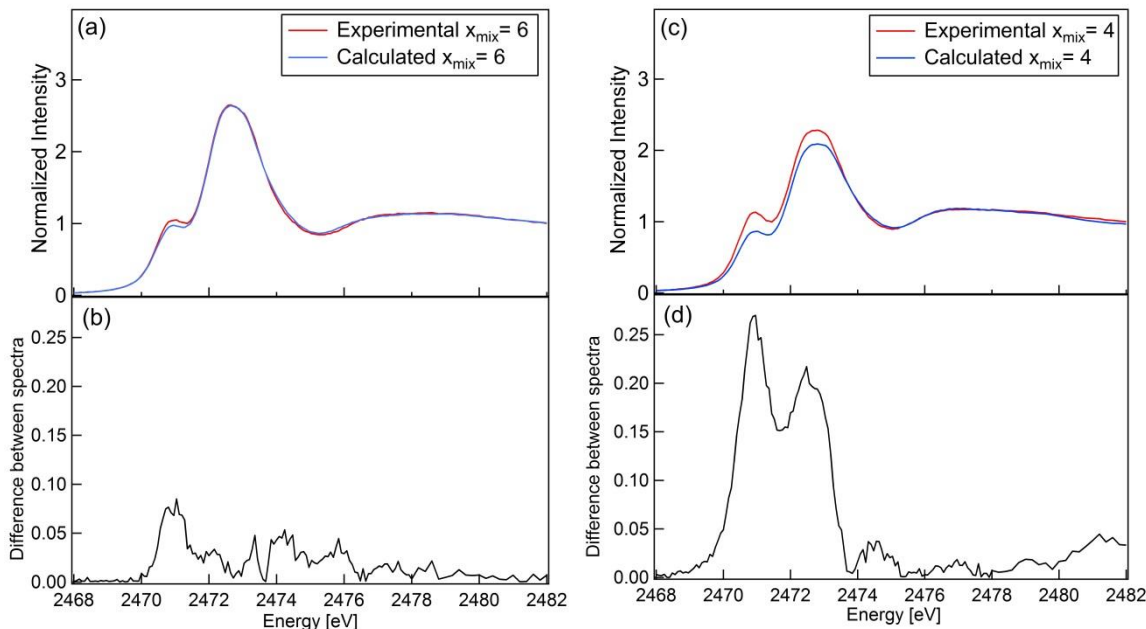 (a)
Experimental x_mix= 6
Calculated x_mix= 6
Normalized Intensity
3
2
1
0
(b)
Difference between spectra
0.25
0.20
0.15
0.10
0.05
0.00
2468 2470 2472 2474 2476 2478 2480 2482
Energy [eV]
(c)
Experimental x_mix= 4
Calculated x_mix= 4
Normalized Intensity
3
2
1
0
(d)
Difference between spectra
0.25
0.20
0.15
0.10
0.05
0.00
2468 2470 2472 2474 2476 2478 2480 2482
Energy [eV]